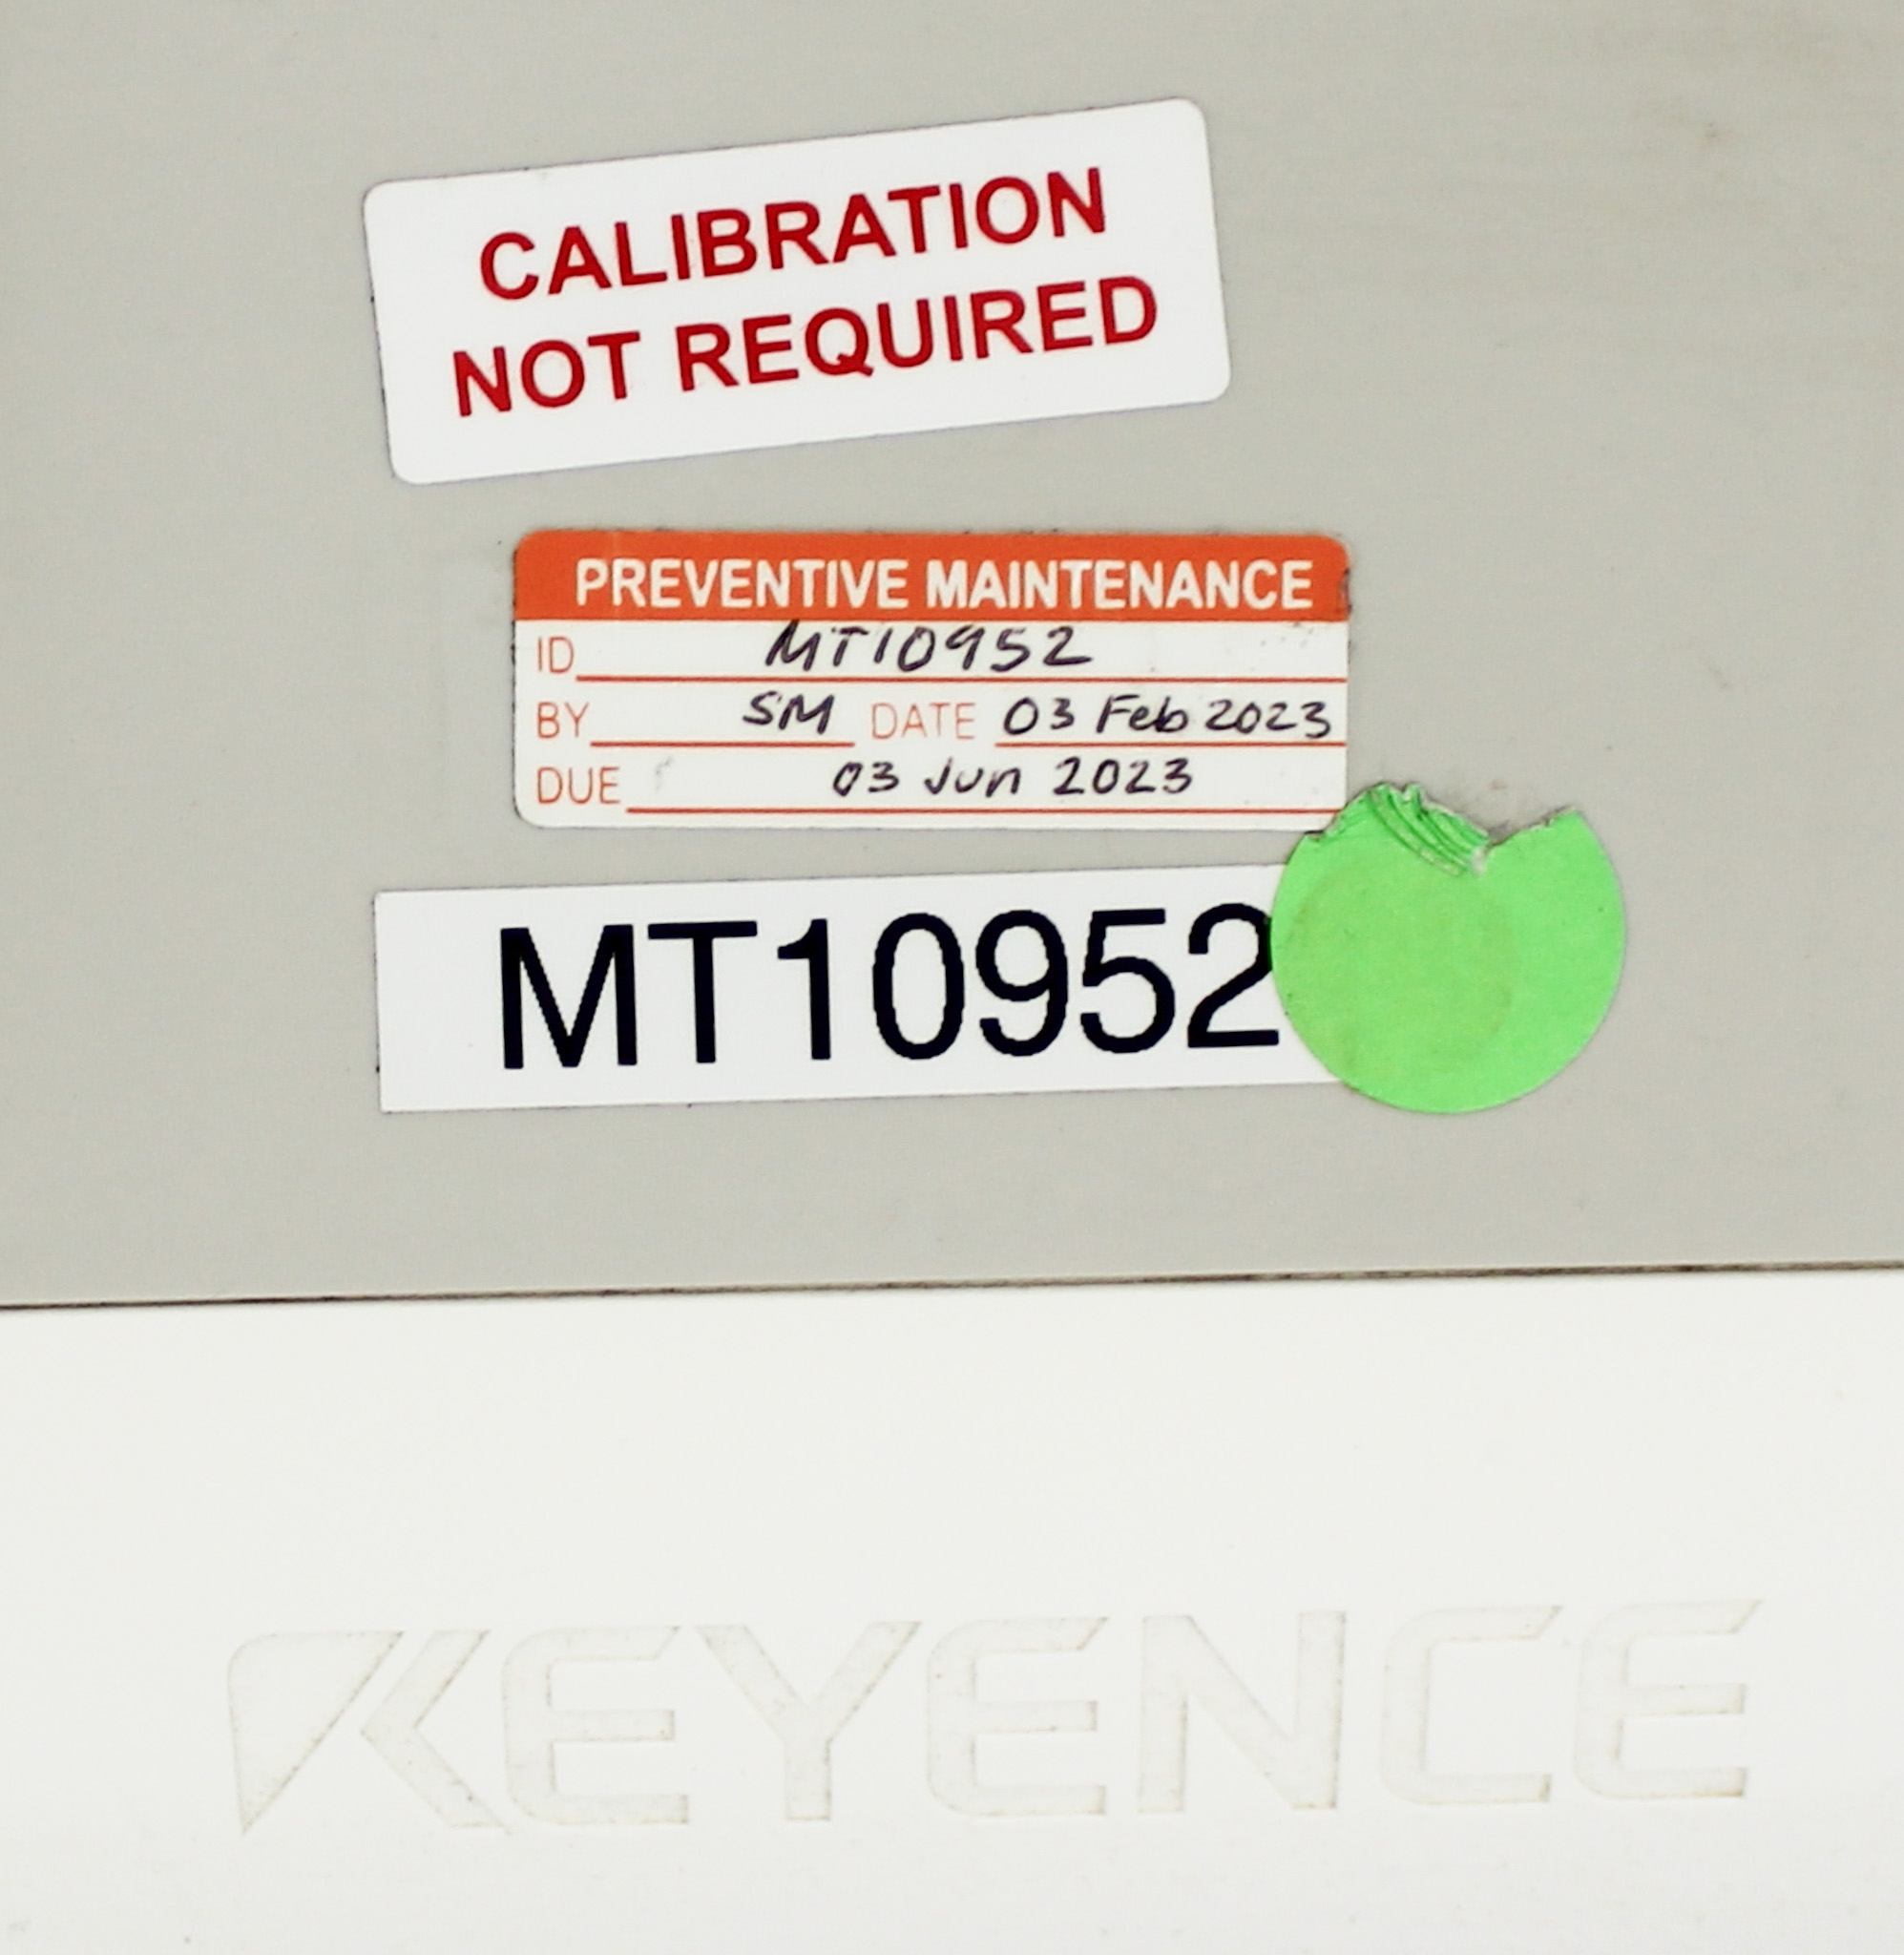 CALIBRATION
NOT REQUIRED
PREVENTIVE MAINTENANCE
ID MT10952
BY SM DATE 03 Feb 2023
DUE 03 Jun 2023
MT10952
KEYENCE